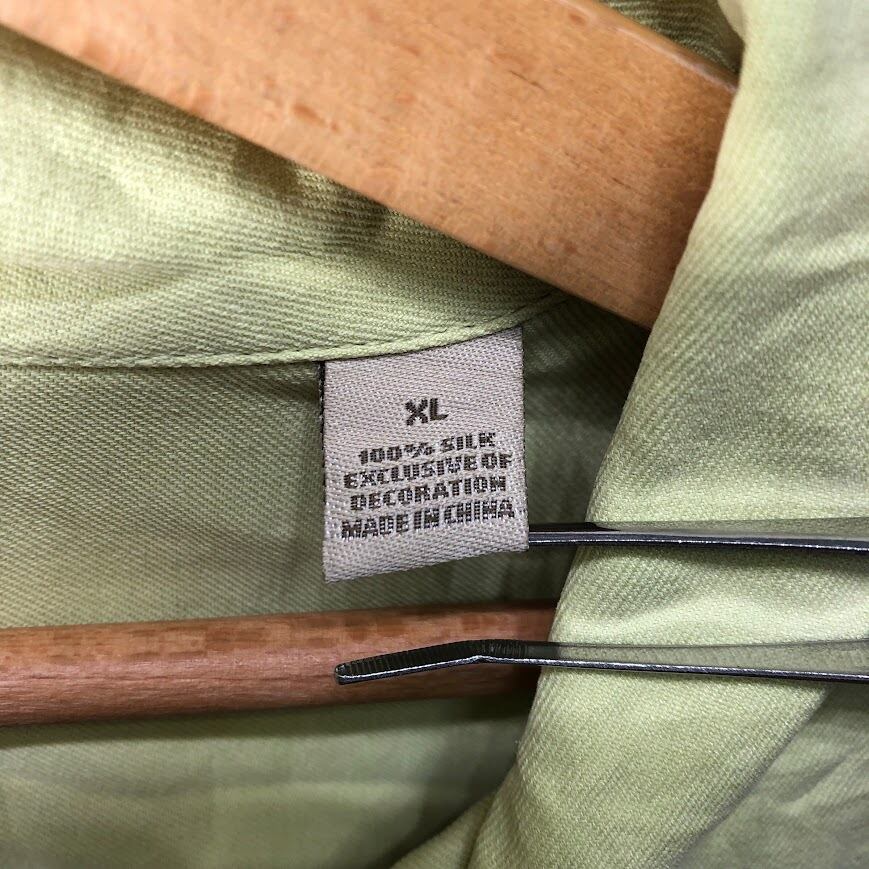 XL
100% SILK
EXCLUSIVE OF
DECORATION
MADE IN CHINA